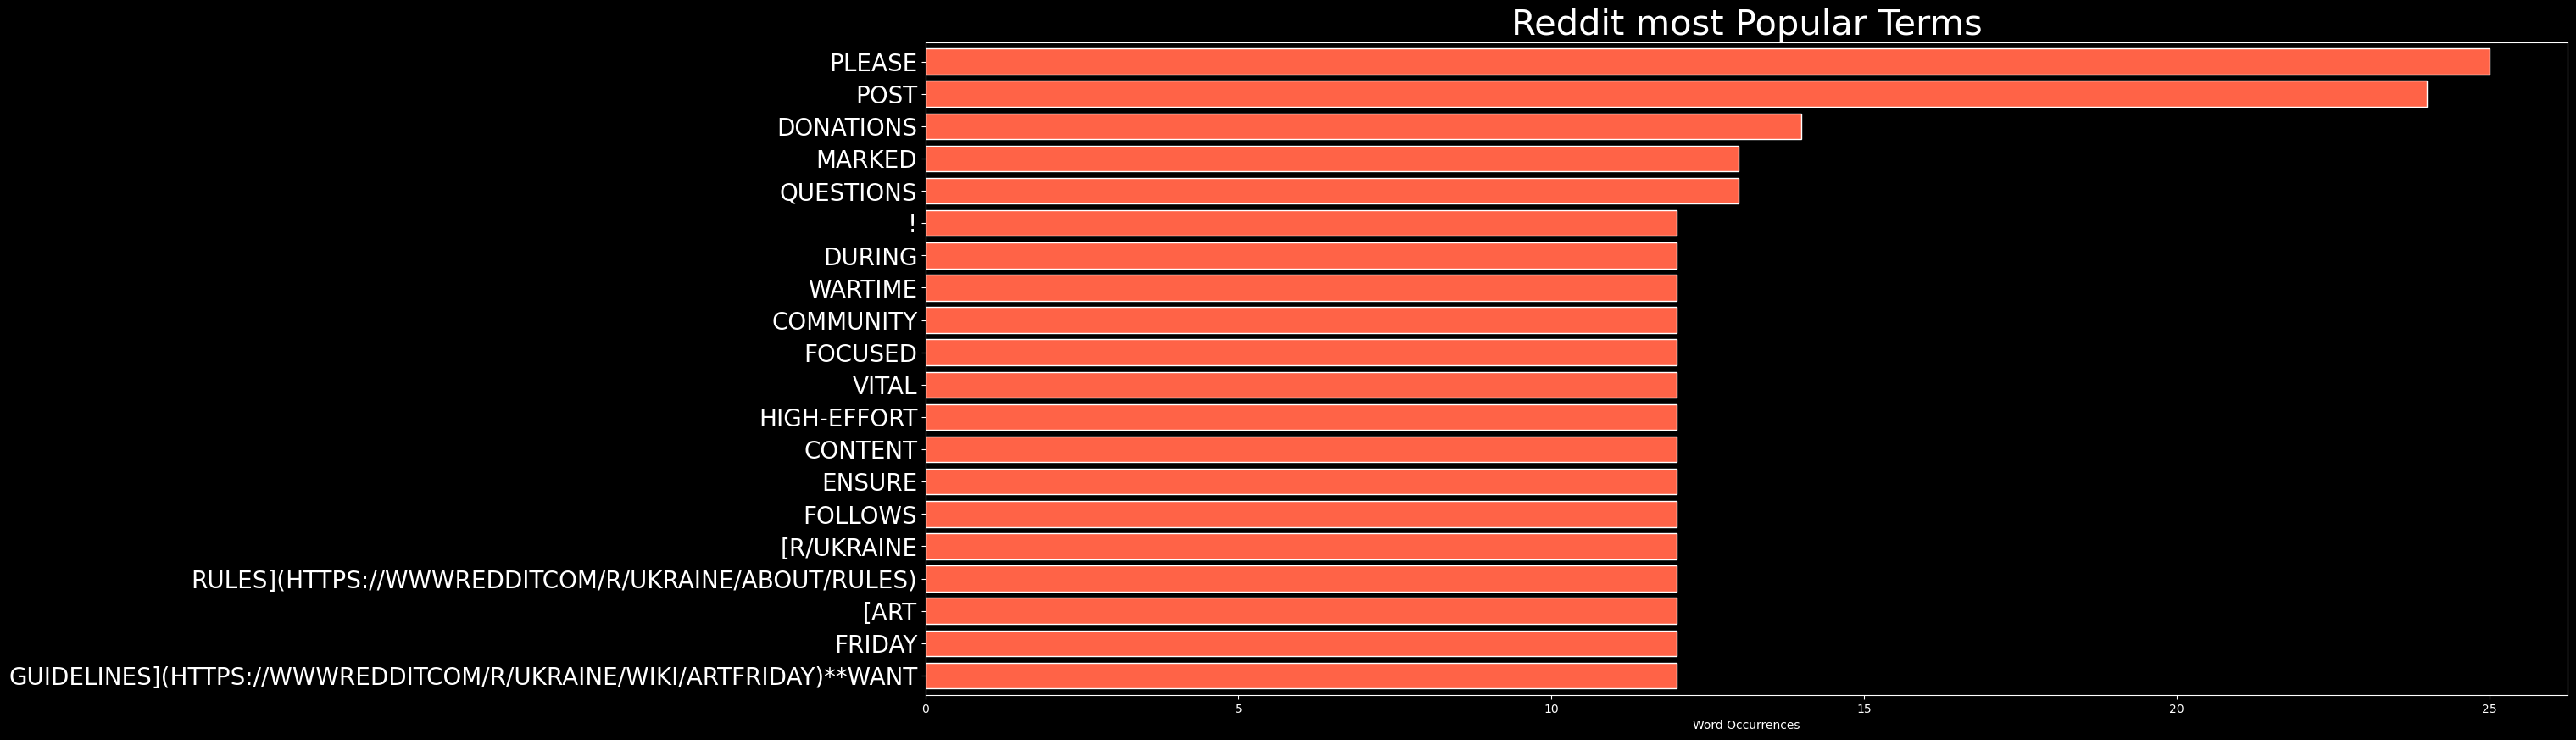 Reddit most Popular Terms
PLEASE
POST
DONATIONS
MARKED
QUESTIONS
!
DURING
WARTIME
COMMUNITY
FOCUSED
VITAL
HIGH-EFFORT
CONTENT
ENSURE
FOLLOWS
[R/UKRAINE
RULES](HTTPS://WWWREDDITCOM/R/UKRAINE/ABOUT/RULES)
[ART
FRIDAY
GUIDELINES](HTTPS://WWWREDDITCOM/R/UKRAINE/WIKI/ARTFRIDAY)**WANT
0 5 10 15 20 25
Word Occurrences